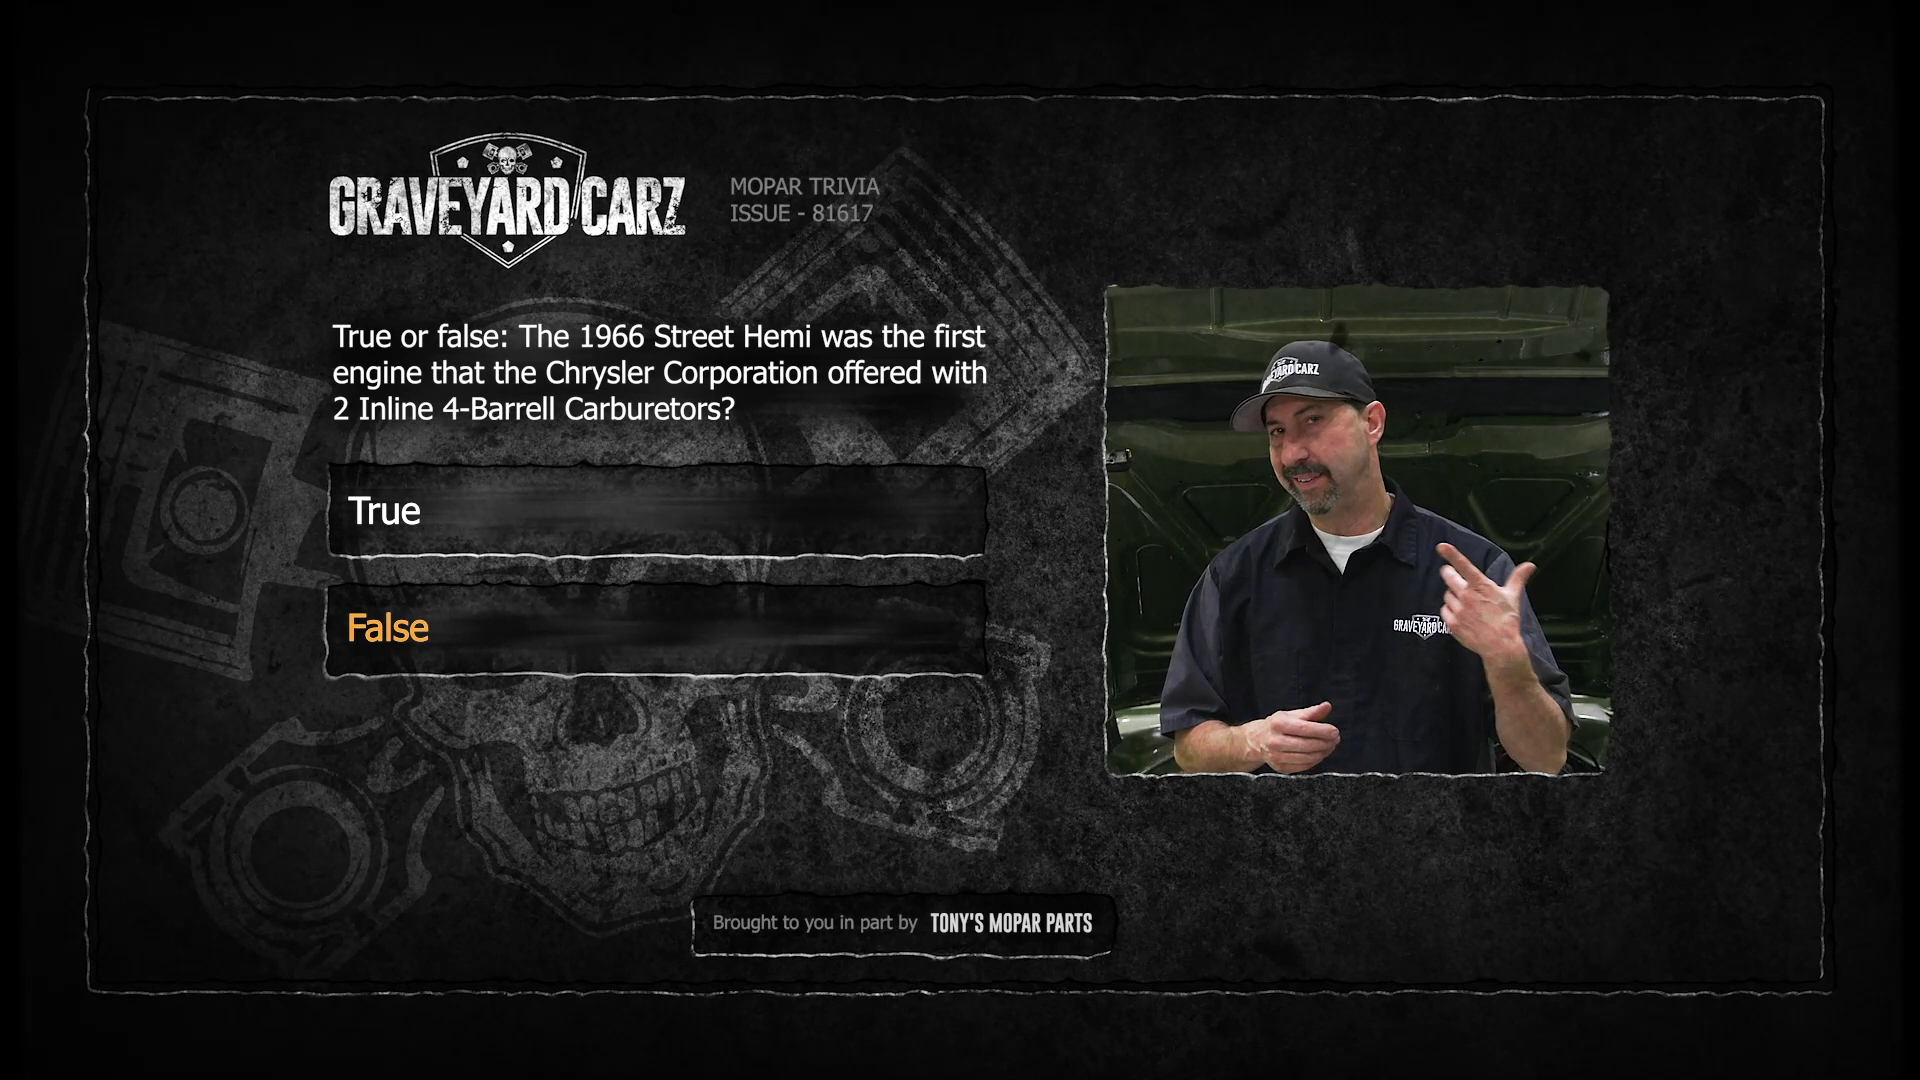 GRAVEYARD CARZ
MOPAR TRIVIA
ISSUE - 81617
True or false: The 1966 Street Hemi was the first
engine that the Chrysler Corporation offered with
2 Inline 4-Barrell Carburetors?
True
False
GRAVEYARD CARZ
Brought to you in part by TONY'S MOPAR PARTS